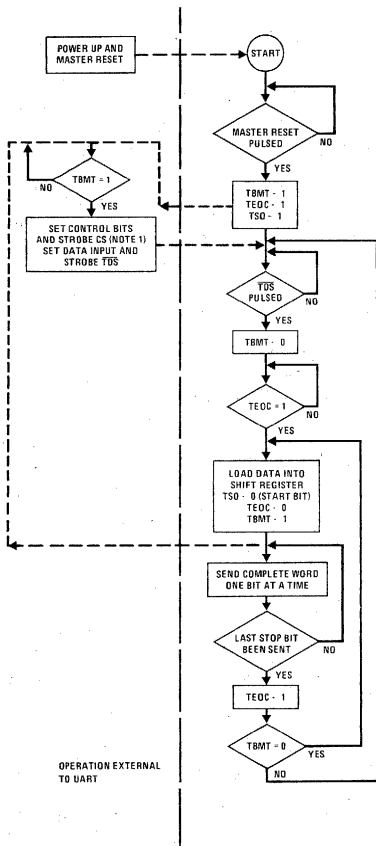 POWER UP AND
MASTER RESET
START
MASTER RESET
PULSED
NO
YES
TBMT = 1
NO
YES
TBMT - 1
TEOC - 1
TSO - 1
SET CONTROL BITS
AND STROBE CS (NOTE 1)
SET DATA INPUT AND
STROBE TDS
TDS
PULSED
NO
YES
TBMT - 0
TEOC = 1
NO
YES
LOAD DATA INTO
SHIFT REGISTER
TSO - 0 (START BIT)
TEOC - 0
TBMT - 1
SEND COMPLETE WORD
ONE BIT AT A TIME
LAST STOP BIT
BEEN SENT
NO
YES
TEOC - 1
TBMT = 0
YES
NO
OPERATION EXTERNAL
TO UART